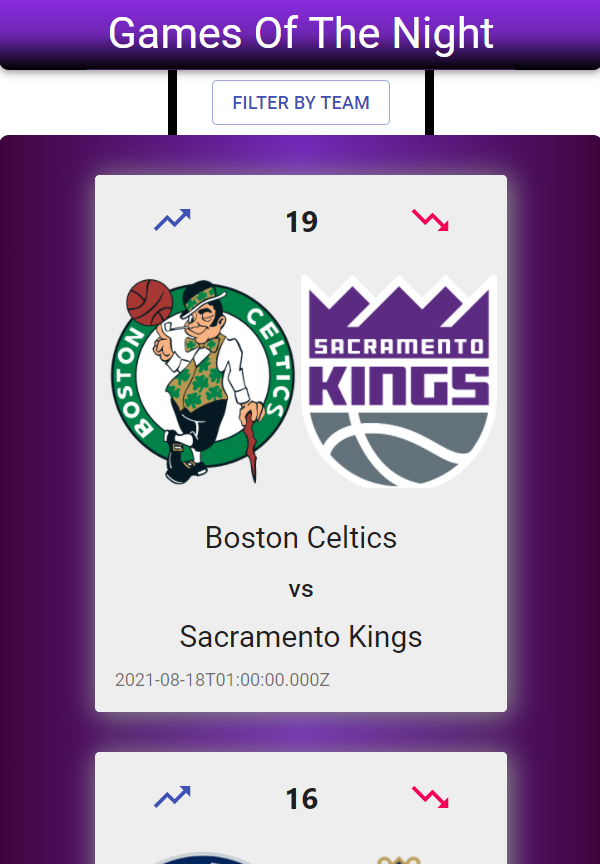 Games Of The Night
FILTER BY TEAM
19
BOSTON CELTICS
SACRAMENTO
KINGS
Boston Celtics
vs
Sacramento Kings
2021-08-18T01:00:00.000Z
16